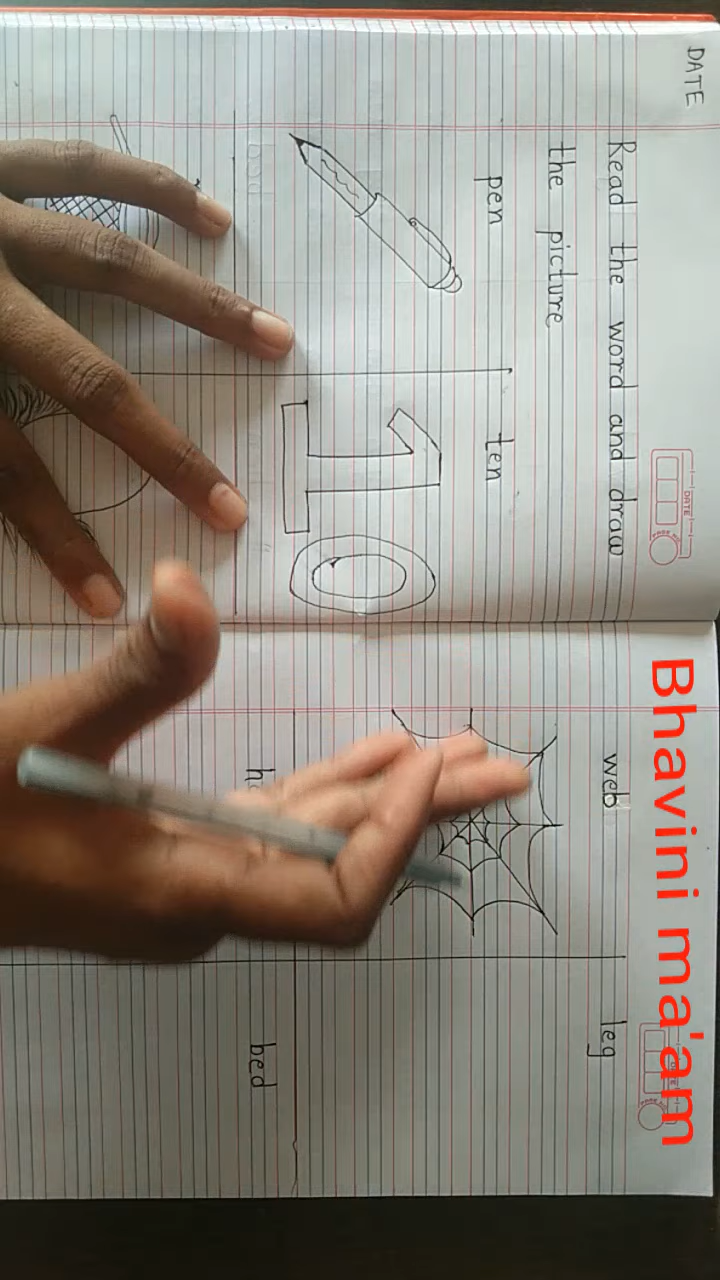 DATE
Read the word and draw
the picture
pen
ten
10
DATE
Bhavini ma'am
web
leg
bed